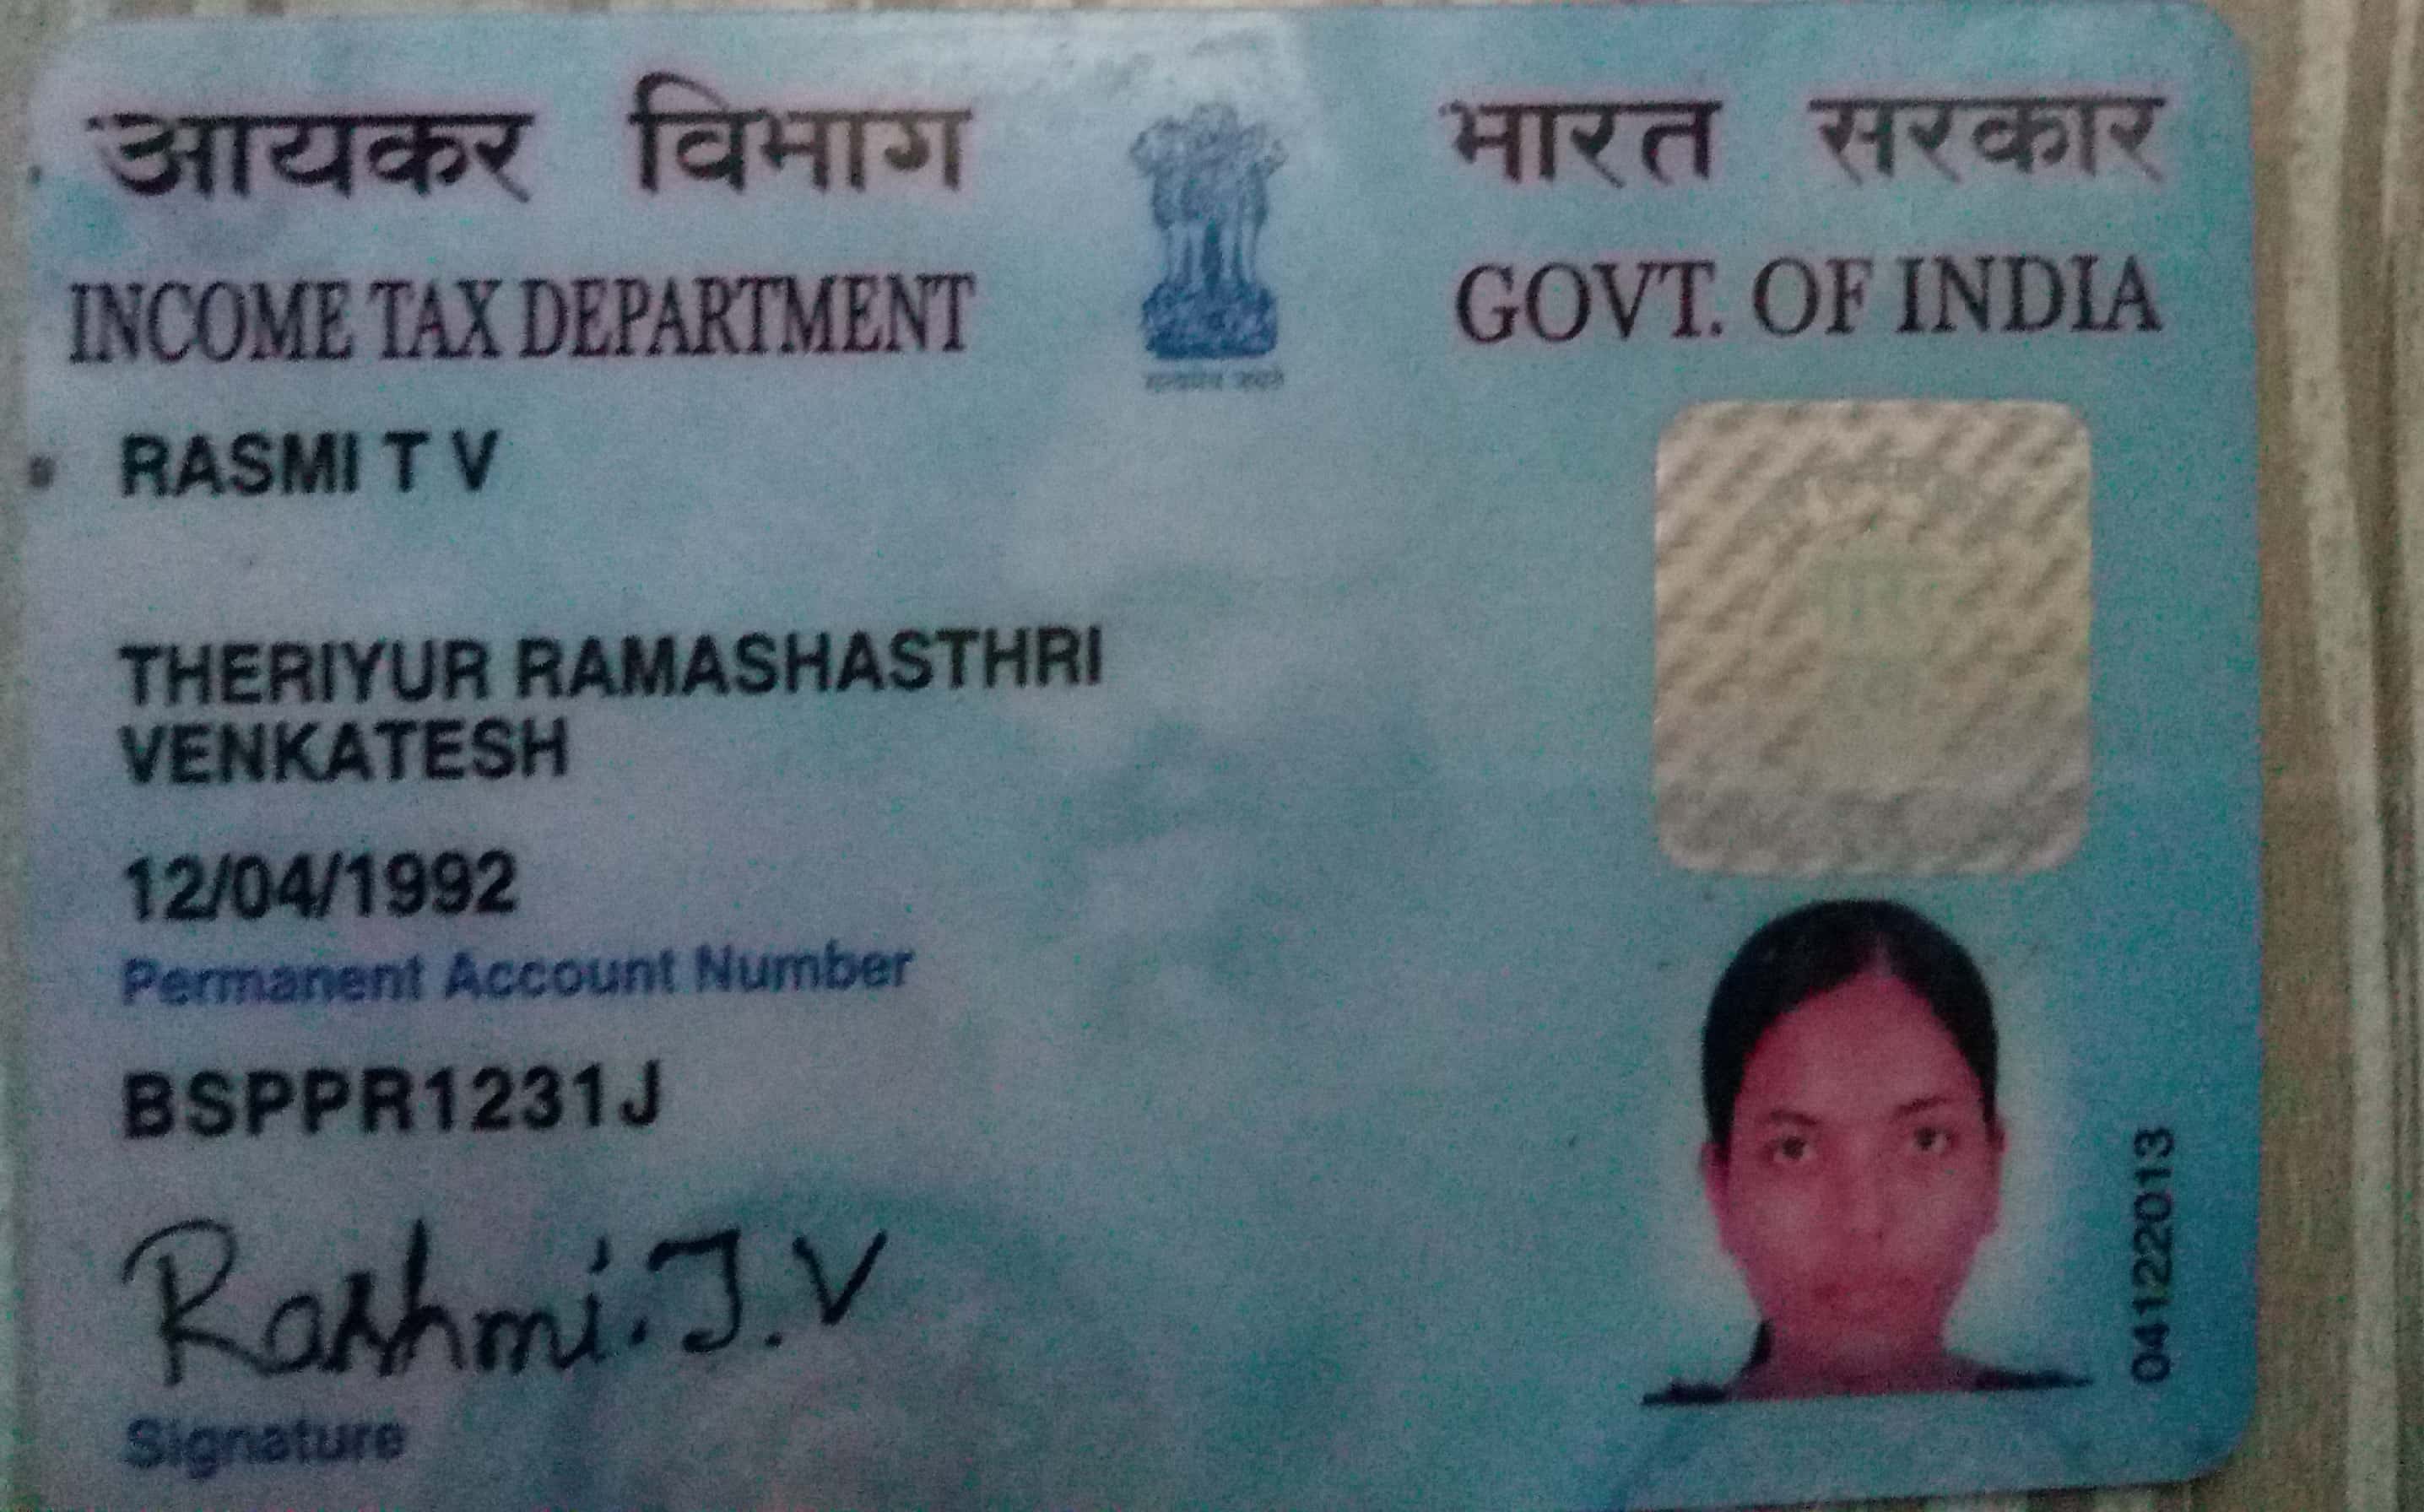 आयकर विभाग
INCOME TAX DEPARTMENT
भारत सरकार
GOVT. OF INDIA
सत्यमेव जयते
RASMI T V
THERIYUR RAMASHASTHRI
VENKATESH
12/04/1992
Permanent Account Number
BSPPR1231J
Rashmi.T.V
Signature
04122013